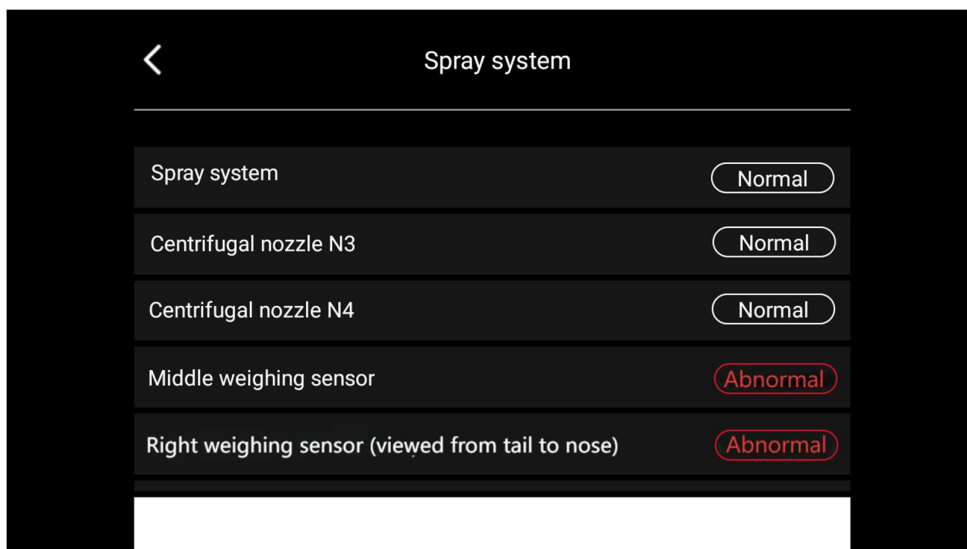 Spray system
Spray system Normal
Centrifugal nozzle N3 Normal
Centrifugal nozzle N4 Normal
Middle weighing sensor Abnormal
Right weighing sensor (viewed from tail to nose) Abnormal